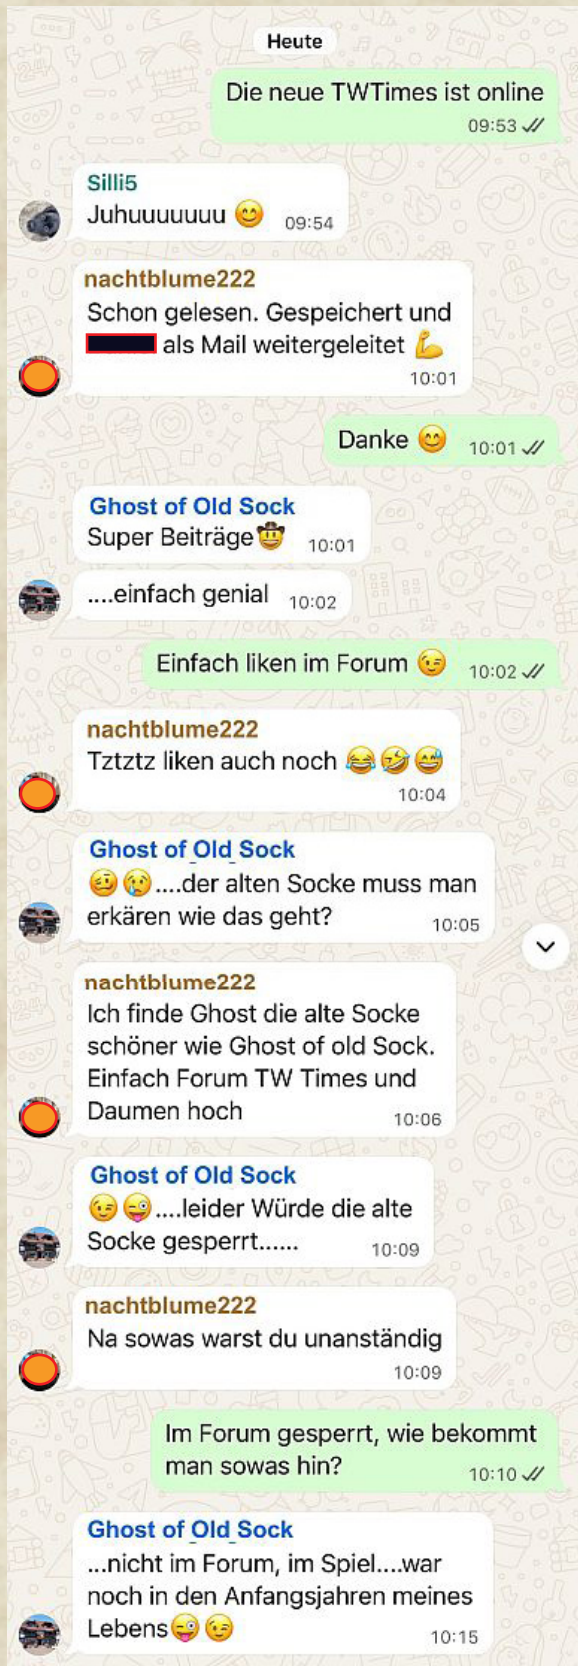 Heute
Die neue TWTimes ist online
09:53
Silli5
Juhuuuuuuu 😊 09:54
nachtblume222
Schon gelesen. Gespeichert und
als Mail weitergeleitet 💪
10:01
Danke 😊 10:01
Ghost of Old Sock
Super Beiträge🤠 10:01
....einfach genial 10:02
Einfach liken im Forum 😉 10:02
nachtblume222
Tztztz liken auch noch 😂🤣😅
10:04
Ghost of Old Sock
🥴😢....der alten Socke muss man
erkären wie das geht? 10:05
nachtblume222
Ich finde Ghost die alte Socke
schöner wie Ghost of old Sock.
Einfach Forum TW Times und
Daumen hoch 10:06
Ghost of Old Sock
😉😜....leider Würde die alte
Socke gesperrt...... 10:09
nachtblume222
Na sowas warst du unanständig
10:09
Im Forum gesperrt, wie bekommt
man sowas hin? 10:10
Ghost of Old Sock
...nicht im Forum, im Spiel....war
noch in den Anfangsjahren meines
Lebens😜😉 10:15